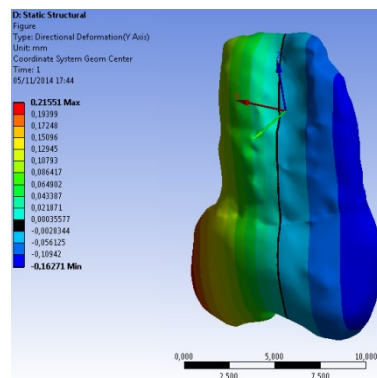 D: Static Structural
Figure
Type: Directional Deformation(Y Axis)
Unit: mm
Coordinate System Geom Center
Time: 1
05/11/2014 17:44
0,21551 Max
0,19399
0,17248
0,15096
0,12945
0,10793
0,086417
0,064902
0,043387
0,021871
0,00035577
-0,0028344
-0,056125
-0,10942
-0,16271 Min
0,000
5,000
10,000
2,500
7,500